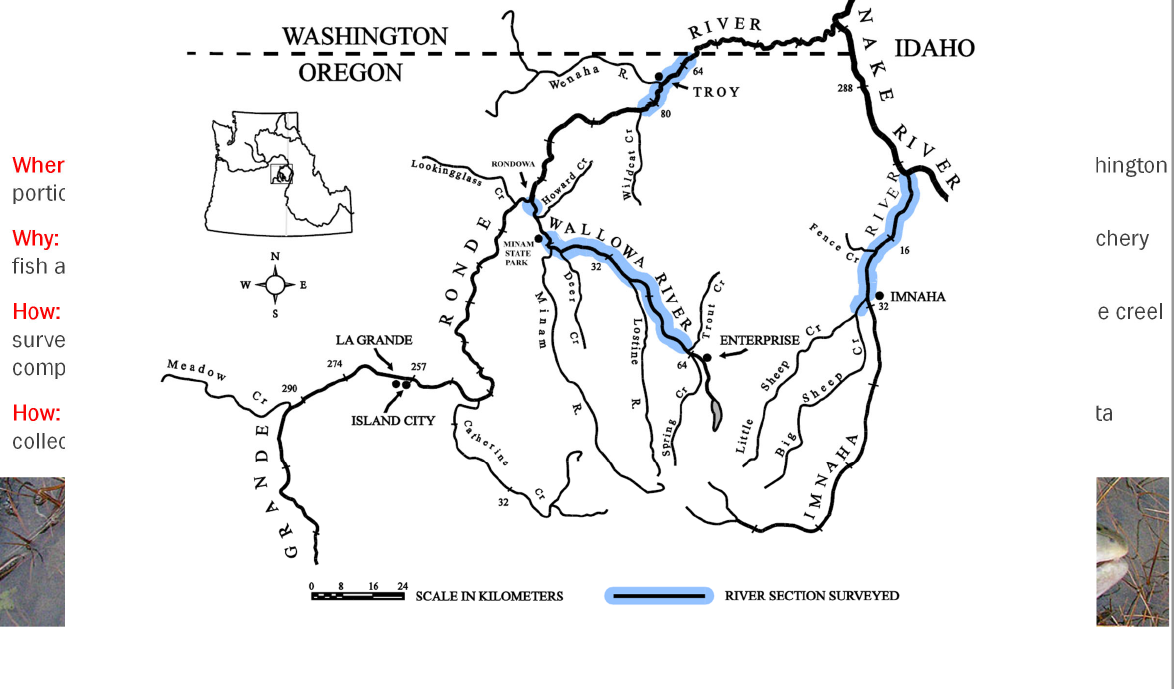 RIVER
NAKE
WASHINGTON
IDAHO
OREGON
Wenaha R.
64
TROY
288
80
RIVER
Wher
hington
portic
RONDOWA
Lookingglass Cr
Howard Cr
Wildcat Cr
RIVER
Why:
chery
fish a
WALLOWA RIVER
MINAM
STATE
PARK
Fence Cr
16
N
W E
S
32
Deer Cr
Trout Cr
IMNAHA
32
How:
e creel
surve
comp
RONDE
Minam R.
Lostine R.
LA GRANDE
ENTERPRISE
64
Little Sheep Cr
Big Sheep Cr
Meadow Cr
274
257
290
ISLAND CITY
Spring Cr
How:
ta
collec
GRANDE
Catherine Cr
32
IMNAHA
0 8 16 24
SCALE IN KILOMETERS
RIVER SECTION SURVEYED